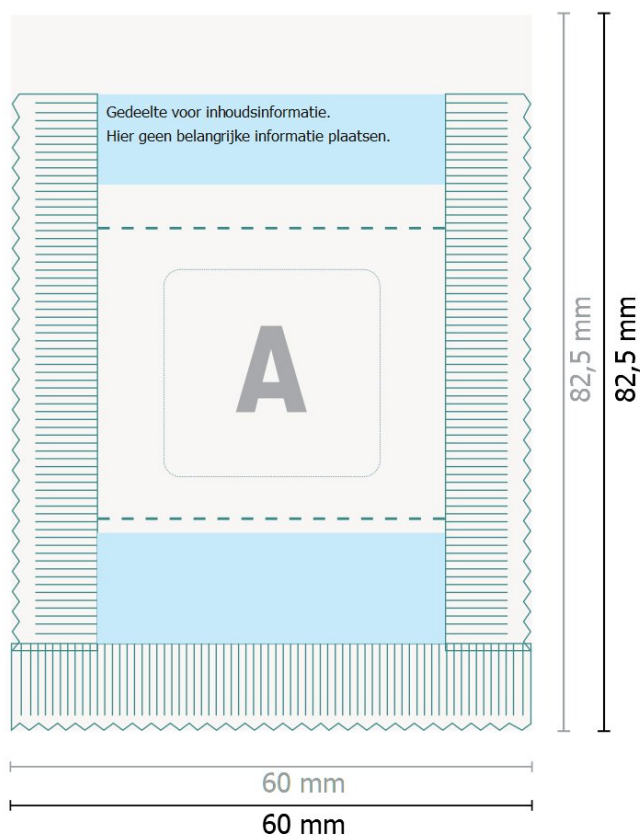 Gedeelte voor inhoudsinformatie.
Hier geen belangrijke informatie plaatsen.
A
82,5 mm
82,5 mm
60 mm
60 mm